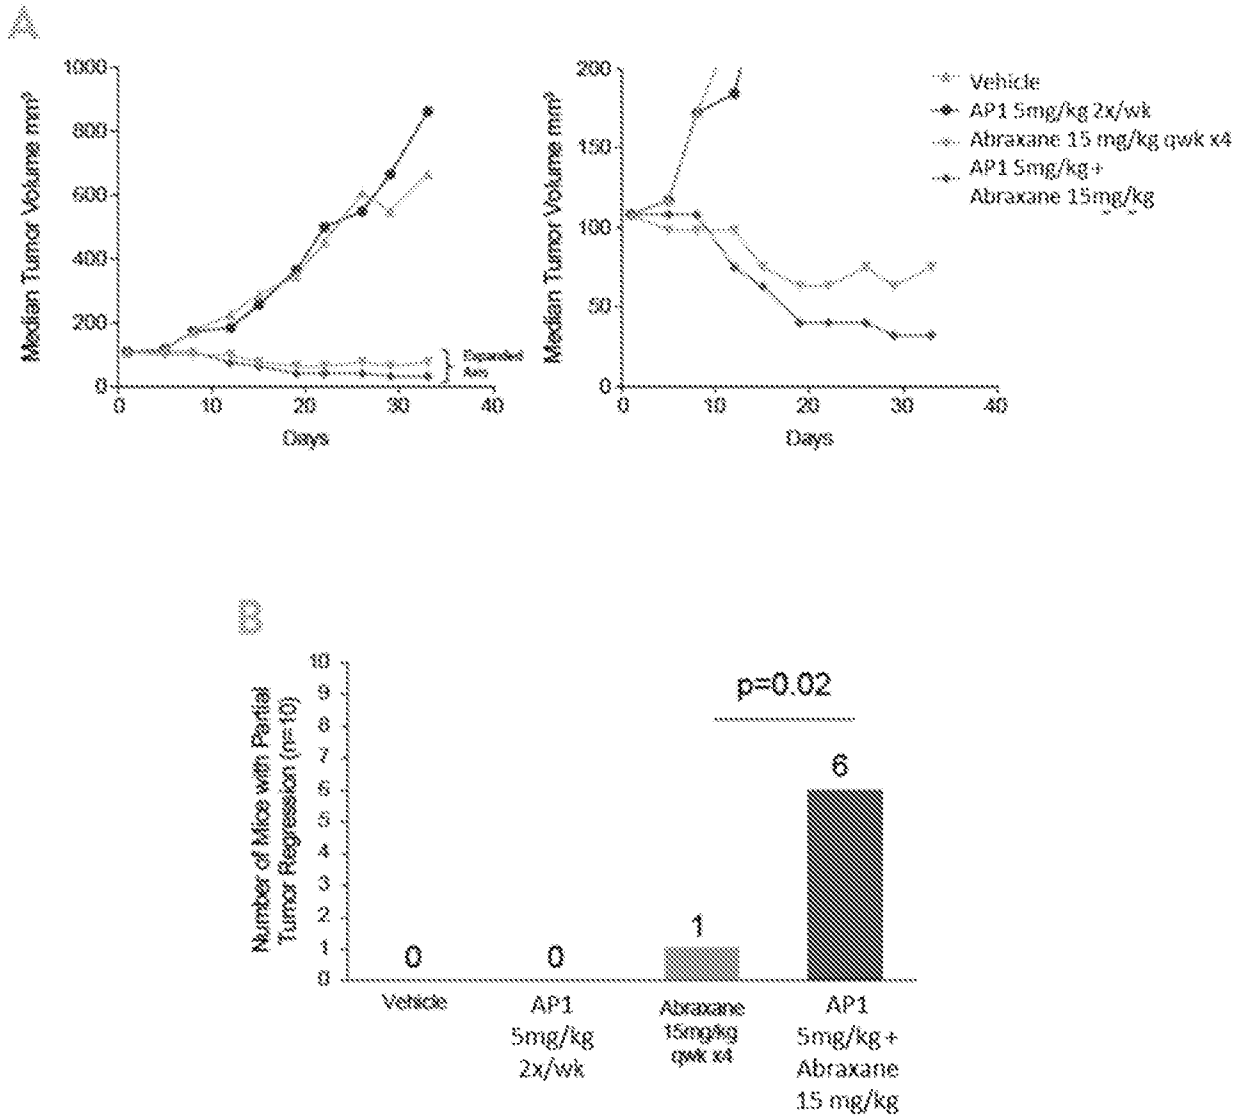 A
Median Tumor Volume mm³
1000
800
600
400
200
0
0 10 20 30 40
Days
Expanded
Area
Median Tumor Volume mm³
200
150
100
50
0
0 10 20 30 40
Days
Vehicle
AP1 5mg/kg 2x/wk
Abraxane 15 mg/kg qwk x4
AP1 5mg/kg +
Abraxane 15mg/kg
B
Number of Mice with Partial
Tumor Regression (n=10)
10
9
8
7
6
5
4
3
2
1
0
p=0.02
0
0
1
6
Vehicle
AP1
5mg/kg
2x/wk
Abraxane
15mg/kg
qwk x4
AP1
5mg/kg +
Abraxane
15 mg/kg